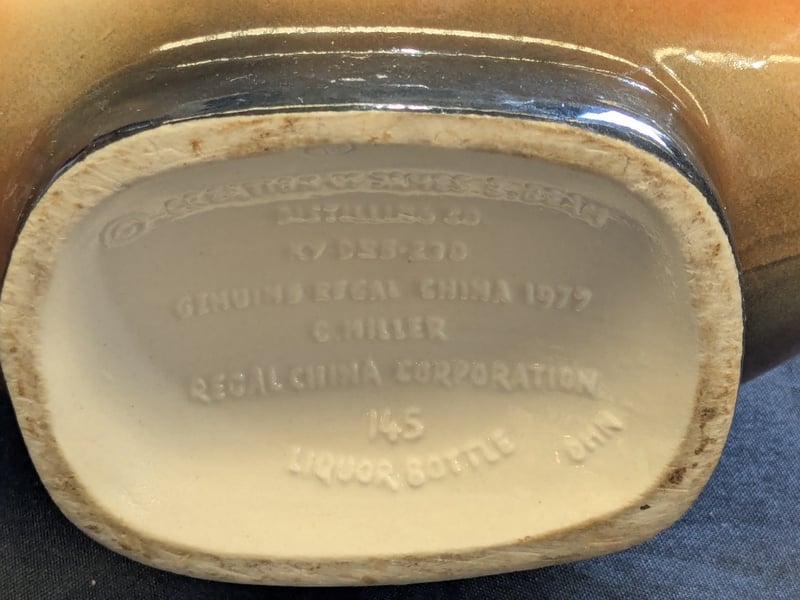 © CREATION OF JAMES B. BEAM
DISTILLING CO
KY DSS-230
GENUINE REGAL CHINA 1979
C. MILLER
REGAL CHINA CORPORATION
145
LIQUOR BOTTLE